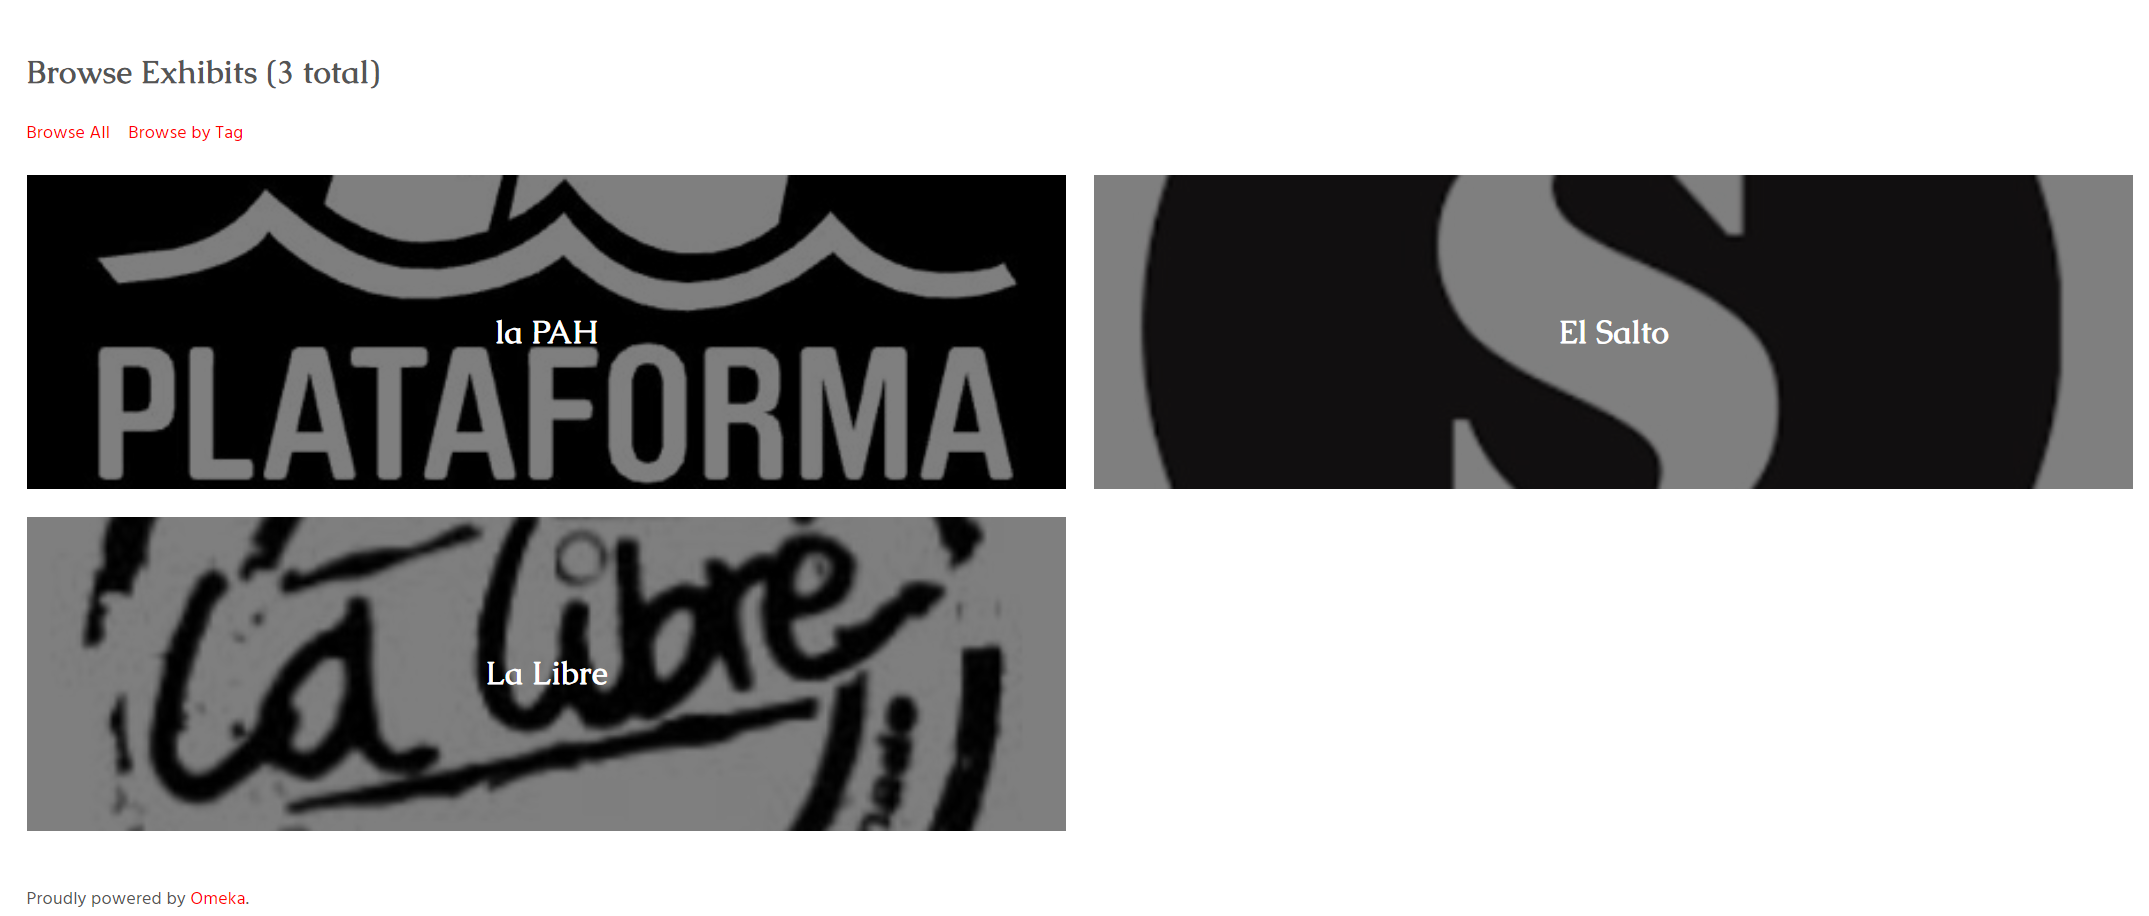 Browse Exhibits (3 total)
Browse All Browse by Tag
la PAH
PLATAFORMA
El Salto
S
La Libre
La Libre
Proudly powered by Omeka.